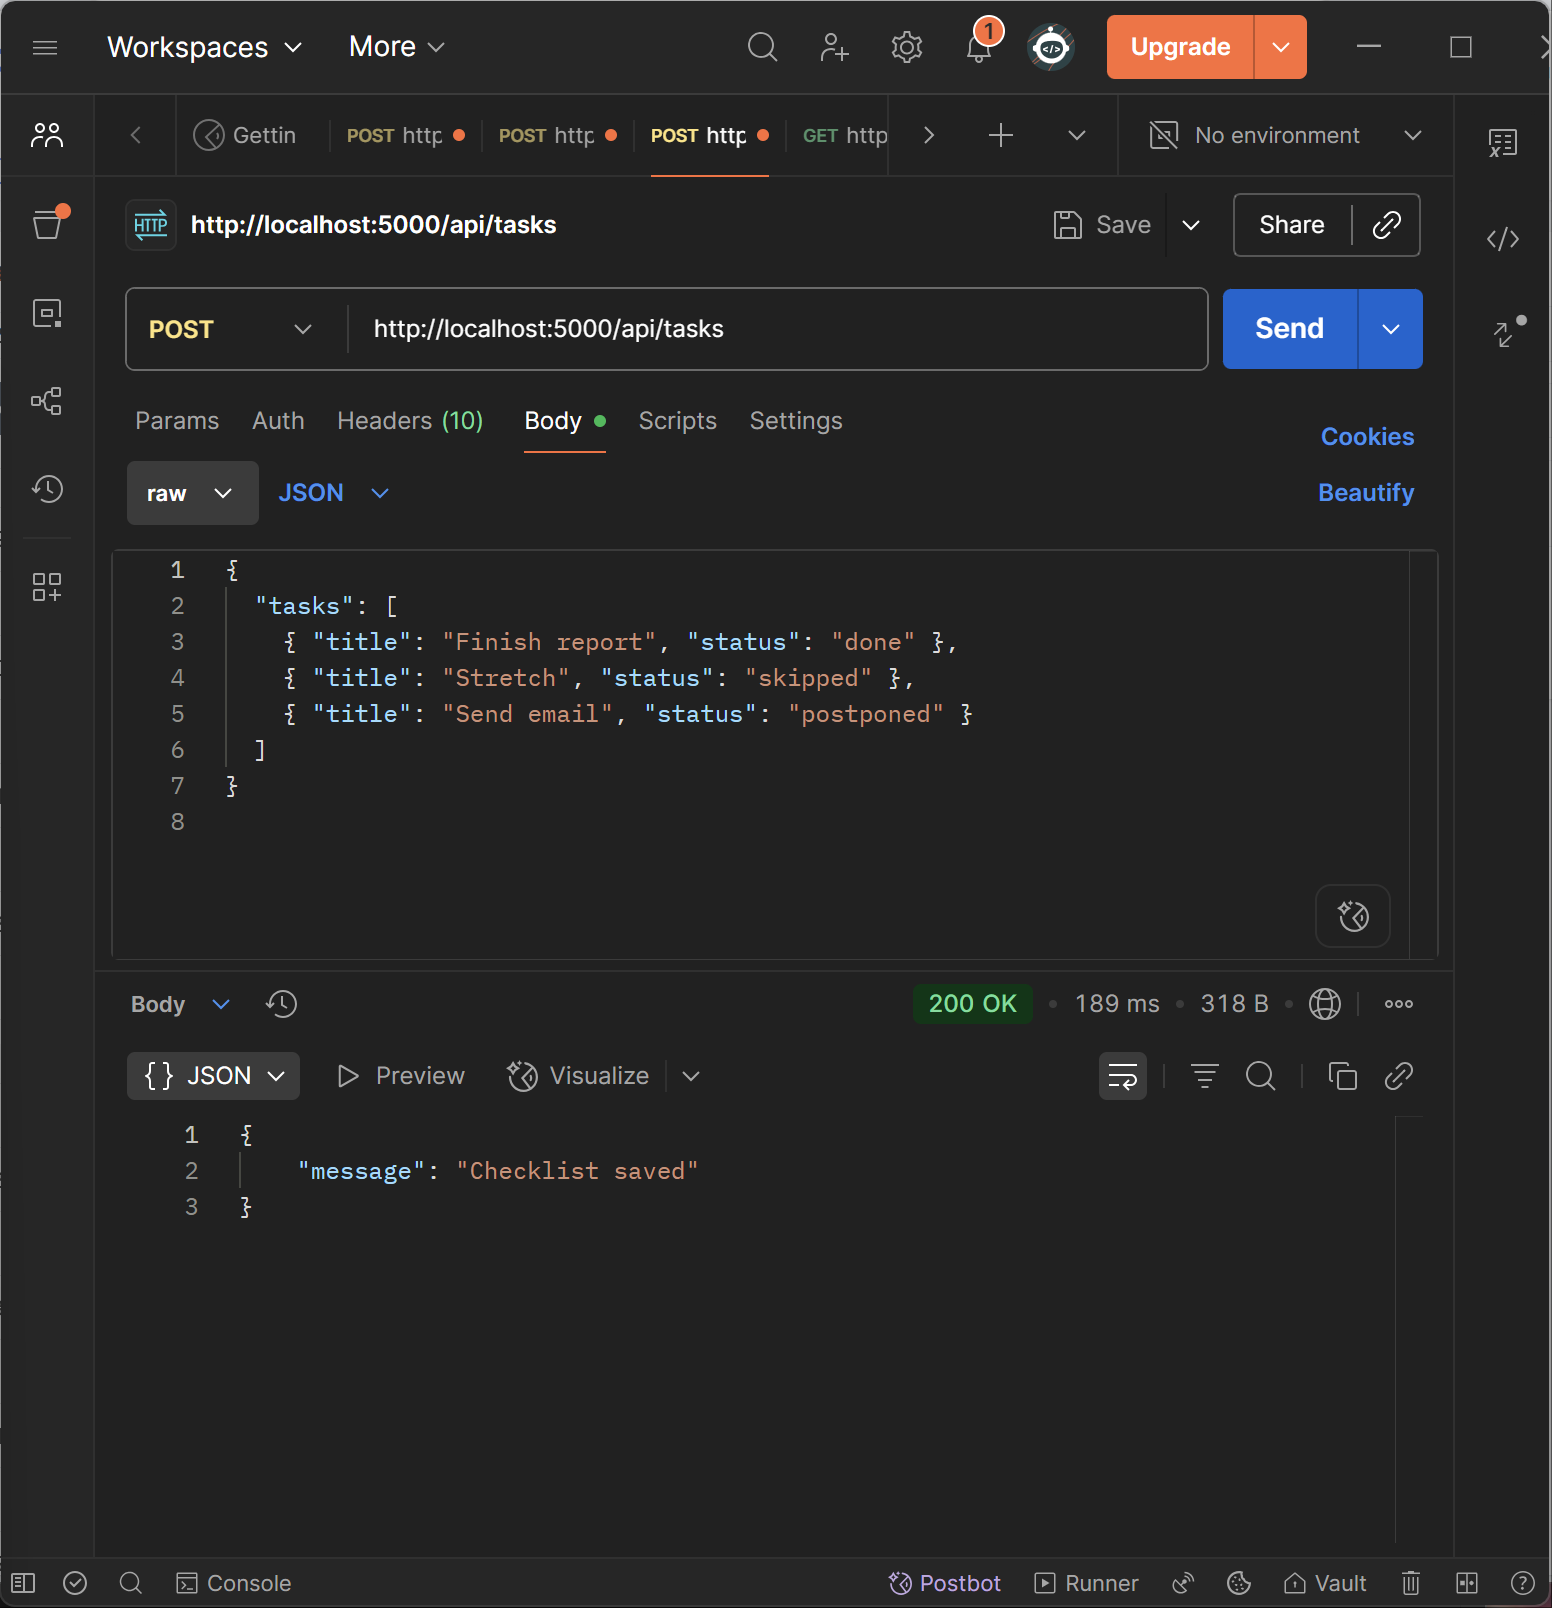 Workspaces More 1 Upgrade
Gettin POST http POST http POST http GET http No environment
HTTP http://localhost:5000/api/tasks Save Share
POST http://localhost:5000/api/tasks Send
Params Auth Headers (10) Body Scripts Settings Cookies
raw JSON Beautify
1 {
2 "tasks": [
3 { "title": "Finish report", "status": "done" },
4 { "title": "Stretch", "status": "skipped" },
5 { "title": "Send email", "status": "postponed" }
6 ]
7 }
8
Body 200 OK 189 ms 318 B
{} JSON Preview Visualize
1 {
2 "message": "Checklist saved"
3 }
Console Postbot Runner Vault